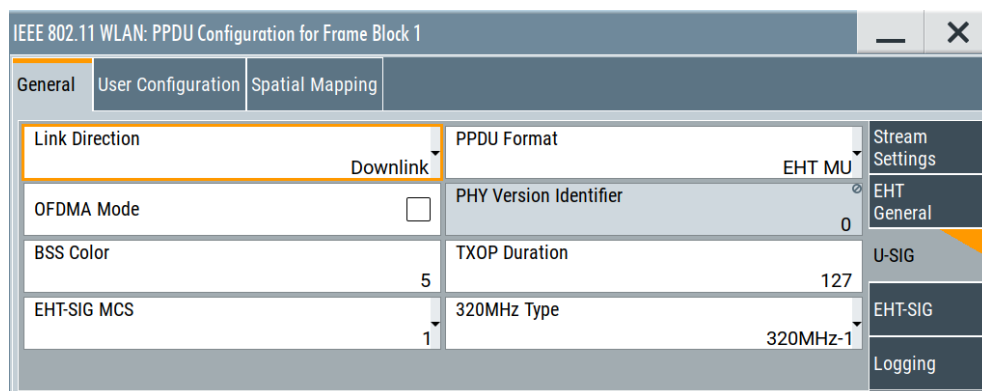 IEEE 802.11 WLAN: PPDU Configuration for Frame Block 1
General
User Configuration
Spatial Mapping
Link Direction
Downlink
PPDU Format
EHT MU
OFDMA Mode
PHY Version Identifier
0
BSS Color
5
TXOP Duration
127
EHT-SIG MCS
1
320MHz Type
320MHz-1
Stream
Settings
EHT
General
U-SIG
EHT-SIG
Logging